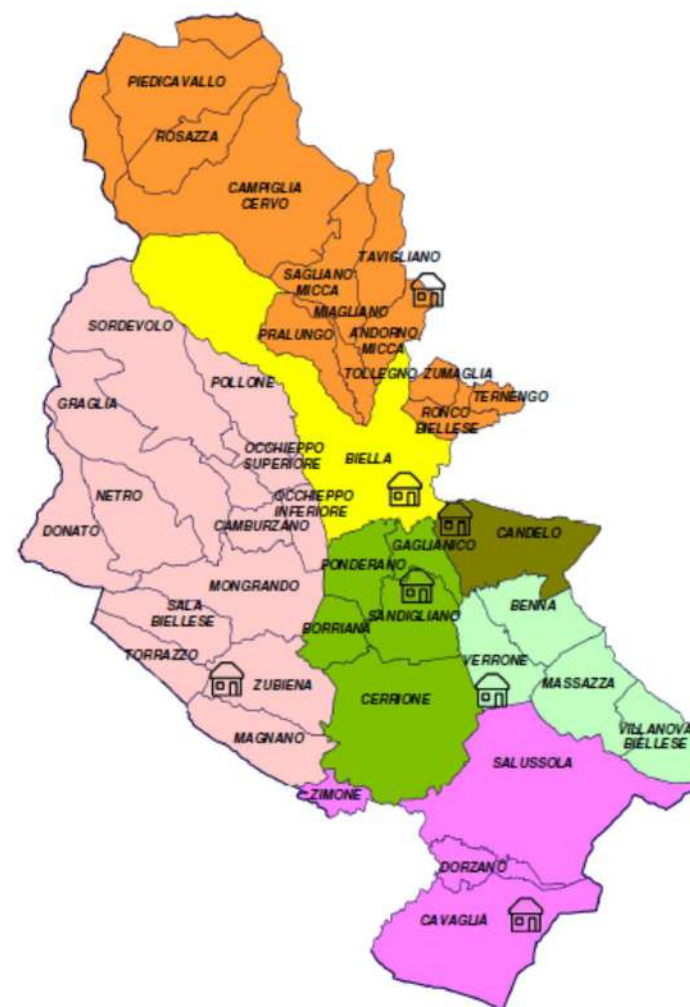 PIEDICAVALLO
ROSAZZA
CAMPIGLIA
CERVO
TAVIGLIANO
SAGLIANO
MICCA
MIAGLIANO
PRALUNGO
ANDORNO
MICCA
SORDEVOLO
TOLLEGNO
ZUMAGLIA
POLLONE
TERNENGO
GRAGLIA
RONCO
BIELLESE
OCCHIEPPO
SUPERIORE
BIELLA
NETRO
OCCHIEPPO
INFERIORE
DONATO
CAMBURZANO
GAGLIANICO
CANDELO
PONDERANO
MONGRANDO
SALA
BIELLESE
SANDIGLIANO
BENNA
BORRIANA
TORRAZZO
VERRONE
ZUBIENA
MASSAZZA
CERRIONE
VILLANOVA
BIELLESE
MAGNANO
SALUSSOLA
ZIMONE
DORZANO
CAVAGLIÀ